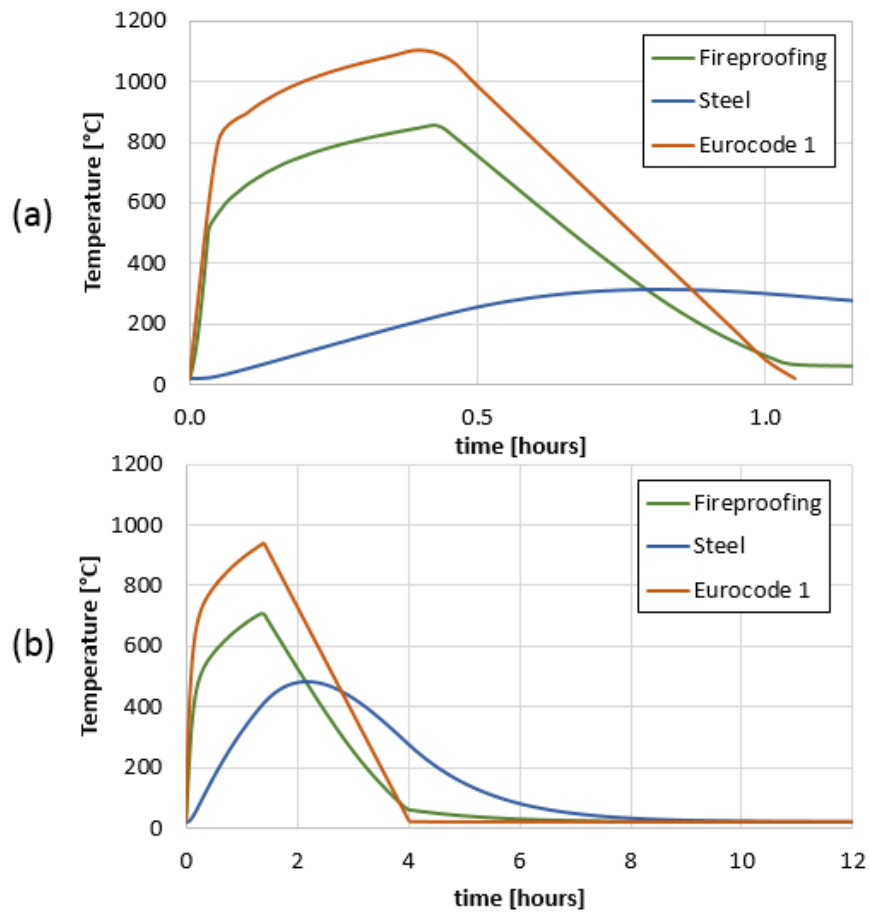 (a)
Temperature [°C]
1200
1000
800
600
400
200
0
0.0 0.5 1.0
time [hours]
Fireproofing
Steel
Eurocode 1
(b)
Temperature [°C]
1200
1000
800
600
400
200
0
0 2 4 6 8 10 12
time [hours]
Fireproofing
Steel
Eurocode 1